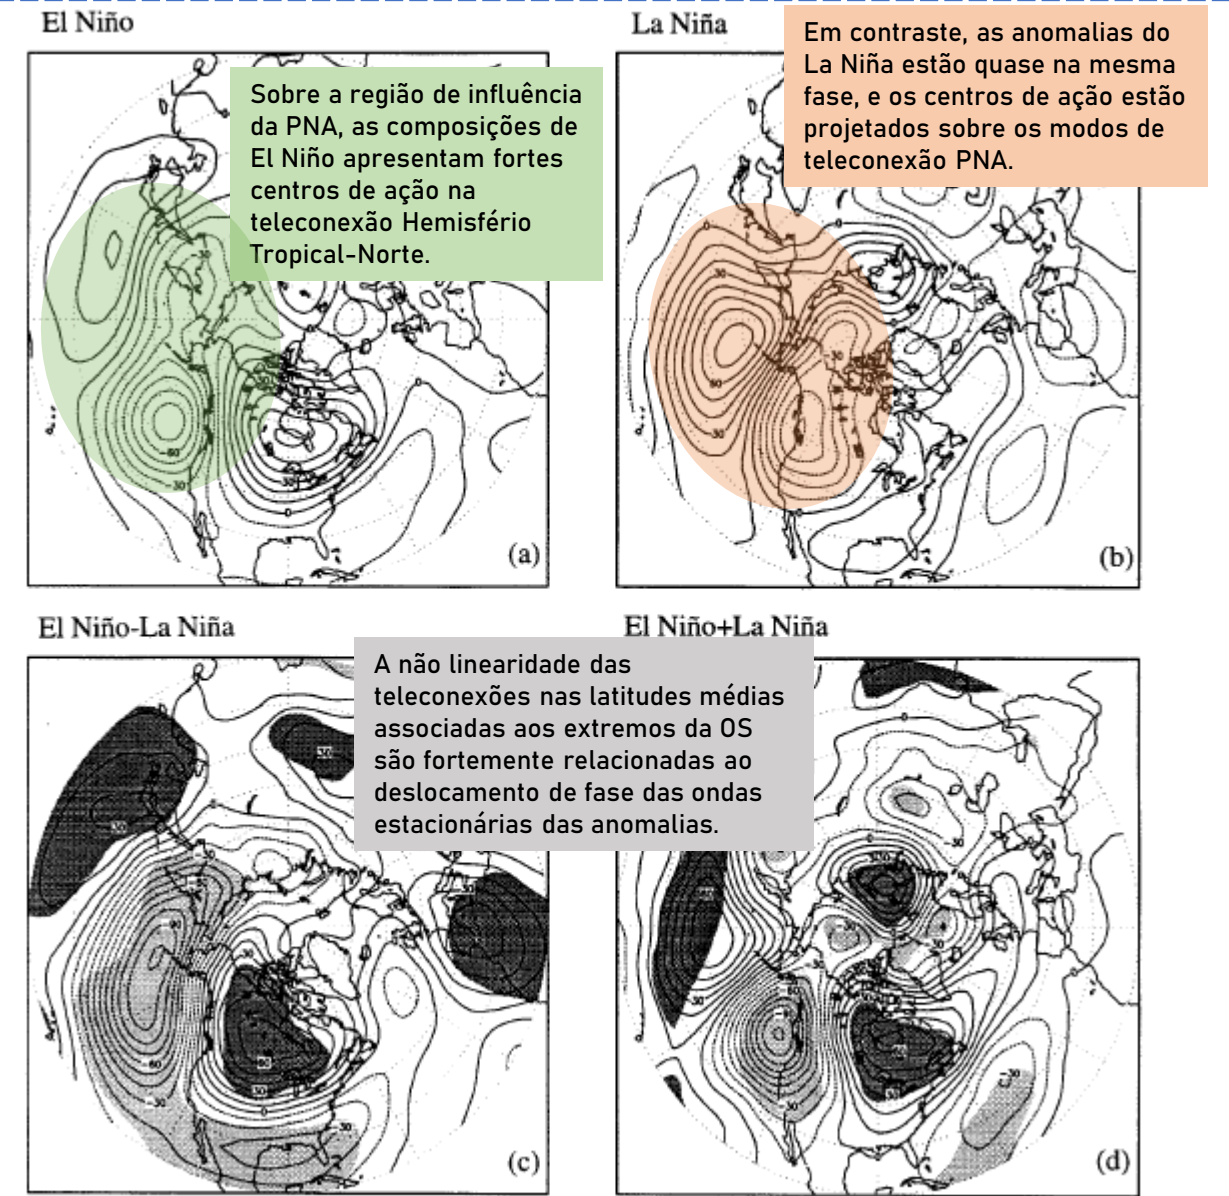 El Niño
La Niña
Em contraste, as anomalias do
La Niña estão quase na mesma
fase, e os centros de ação estão
projetados sobre os modos de
teleconexão PNA.
Sobre a região de influência
da PNA, as composições de
El Niño apresentam fortes
centros de ação na
teleconexão Hemisfério
Tropical-Norte.
(a)
(b)
El Niño-La Niña
El Niño+La Niña
A não linearidade das
teleconexões nas latitudes médias
associadas aos extremos da OS
são fortemente relacionadas ao
deslocamento de fase das ondas
estacionárias das anomalias.
(c)
(d)